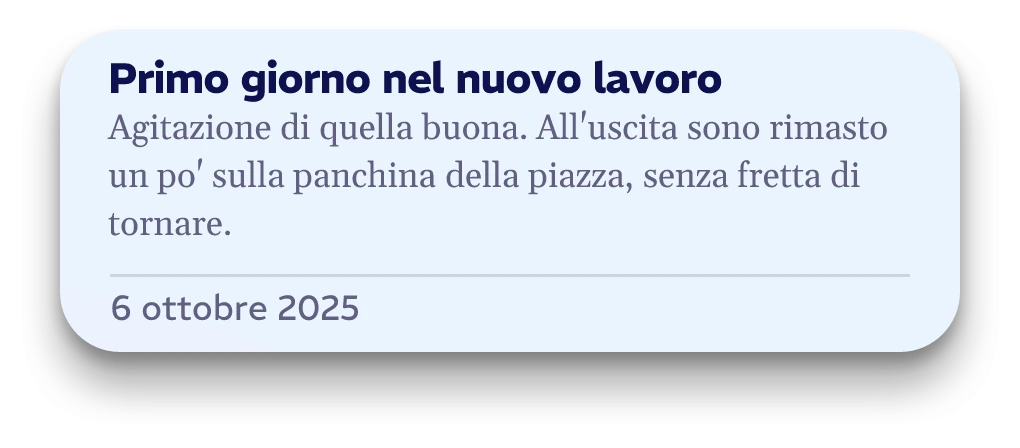 Primo giorno nel nuovo lavoro
Agitazione di quella buona. All'uscita sono rimasto
un po' sulla panchina della piazza, senza fretta di
tornare.
6 ottobre 2025